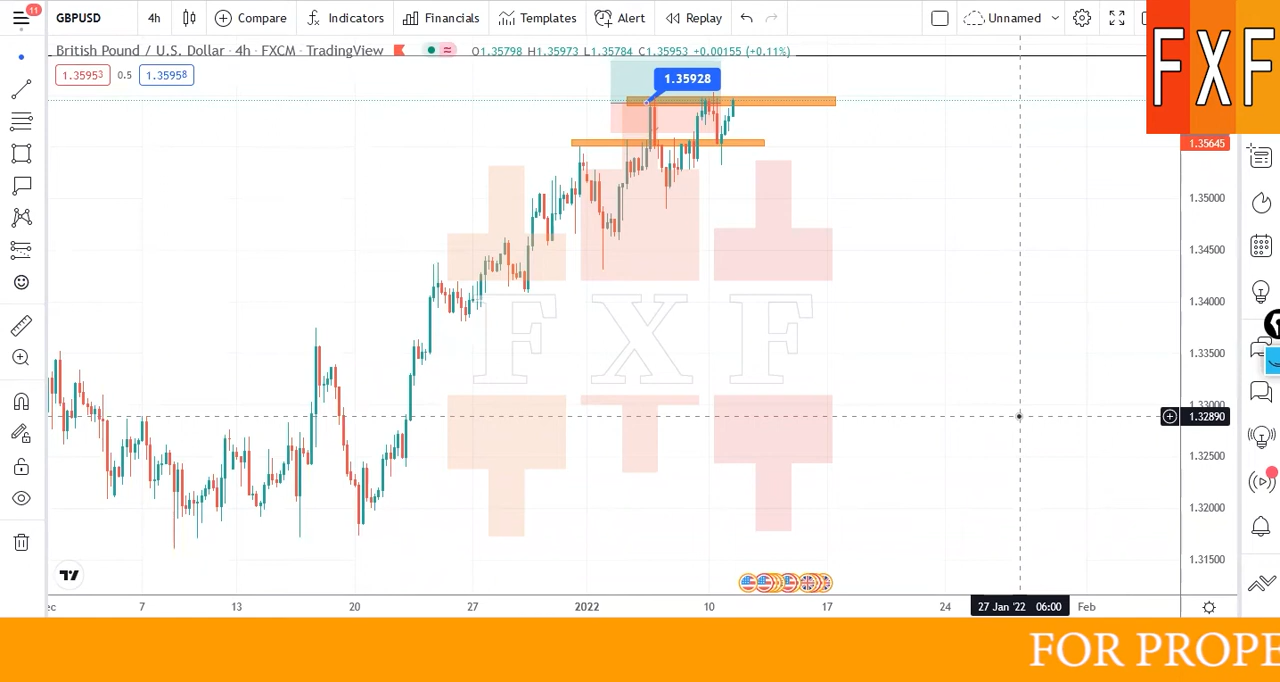 11
GBPUSD
4h
Compare
Indicators
Financials
Templates
Alert
Replay
Unnamed
FXF
British Pound / U.S. Dollar · 4h · FXCM · TradingView
O1.35798 H1.35973 L1.35784 C1.35953 +0.00155 (+0.11%)
1.35953
0.5
1.35958
1.35928
1.35645
1.35000
1.34500
1.34000
1.33500
1.33000
1.32890
1.32500
1.32000
1.31500
FXF
ec
7
13
20
27
2022
10
17
24
27 Jan '22 06:00
Feb
FOR PROPE